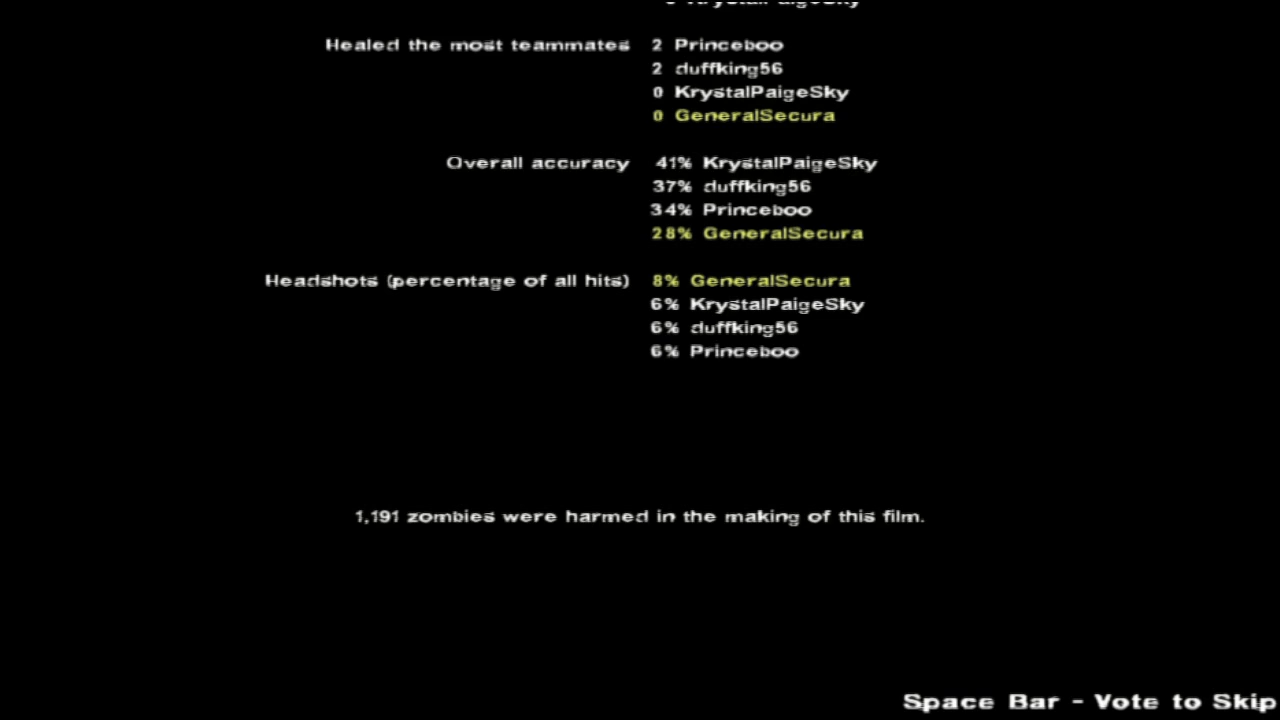 Healed the most teammates 2 Princeboo
2 duffking56
0 KrystalPaigeSky
0 GeneralSecura
Overall accuracy 41% KrystalPaigeSky
37% duffking56
34% Princeboo
28% GeneralSecura
Headshots (percentage of all hits) 8% GeneralSecura
6% KrystalPaigeSky
6% duffking56
6% Princeboo
1,191 zombies were harmed in the making of this film.
Space Bar - Vote to Skip